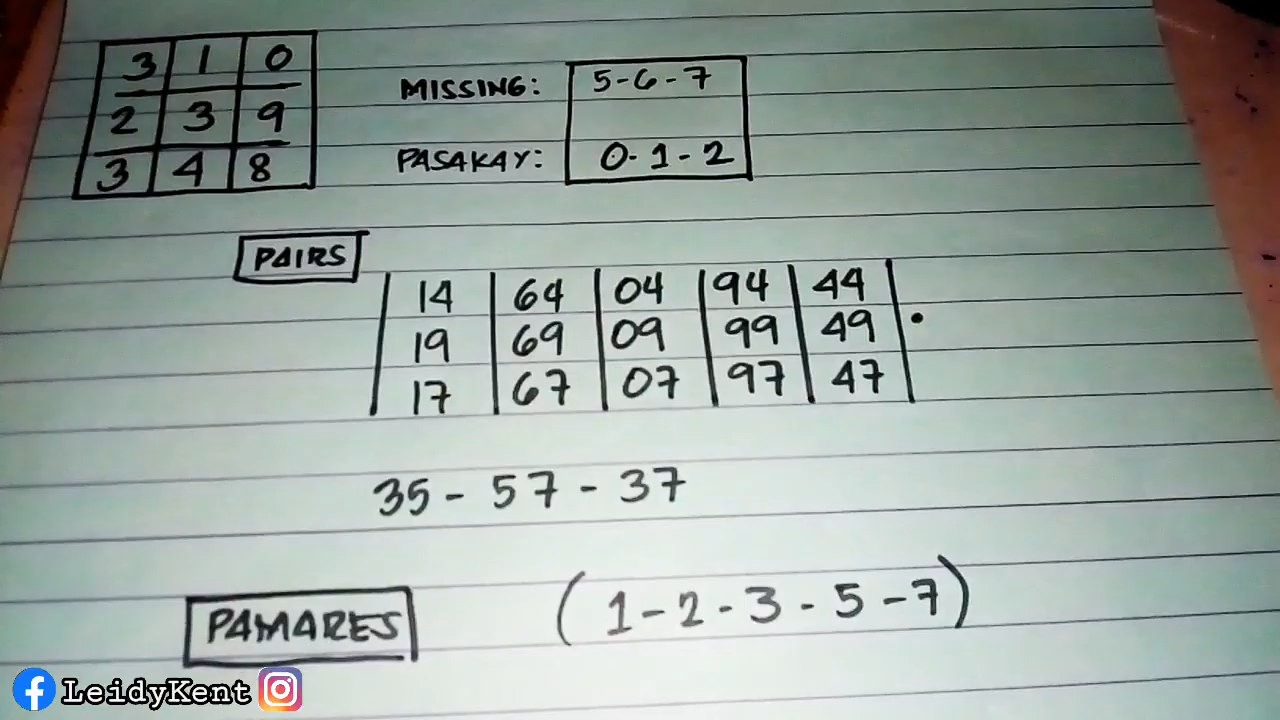 3 1 0
2 3 9
3 4 8
MISSING: 5-6-7
PASAKAY: 0-1-2
PAIRS
14 64 04 94 44
19 69 09 99 49
17 67 07 97 47
35 - 57 - 37
PAMARES (1-2-3-5-7)
LeidyKent